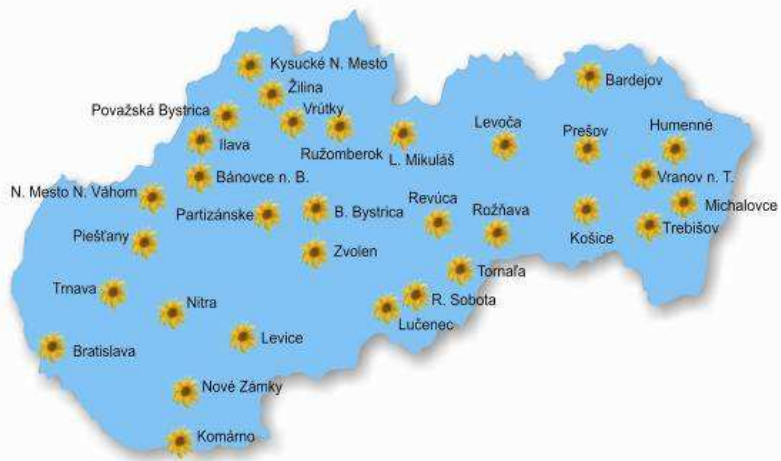 Kysucké N. Mesto
Bardejov
Žilina
Považská Bystrica
Vrútky
Levoča
Prešov
Humenné
Ilava
Ružomberok
L. Mikuláš
Bánovce n. B.
Vranov n. T.
N. Mesto N. Váhom
Partizánske
B. Bystrica
Revúca
Rožňava
Michalovce
Piešťany
Košice
Trebišov
Zvolen
Tornaľa
Trnava
Nitra
R. Sobota
Lučenec
Levice
Bratislava
Nové Zámky
Komárno